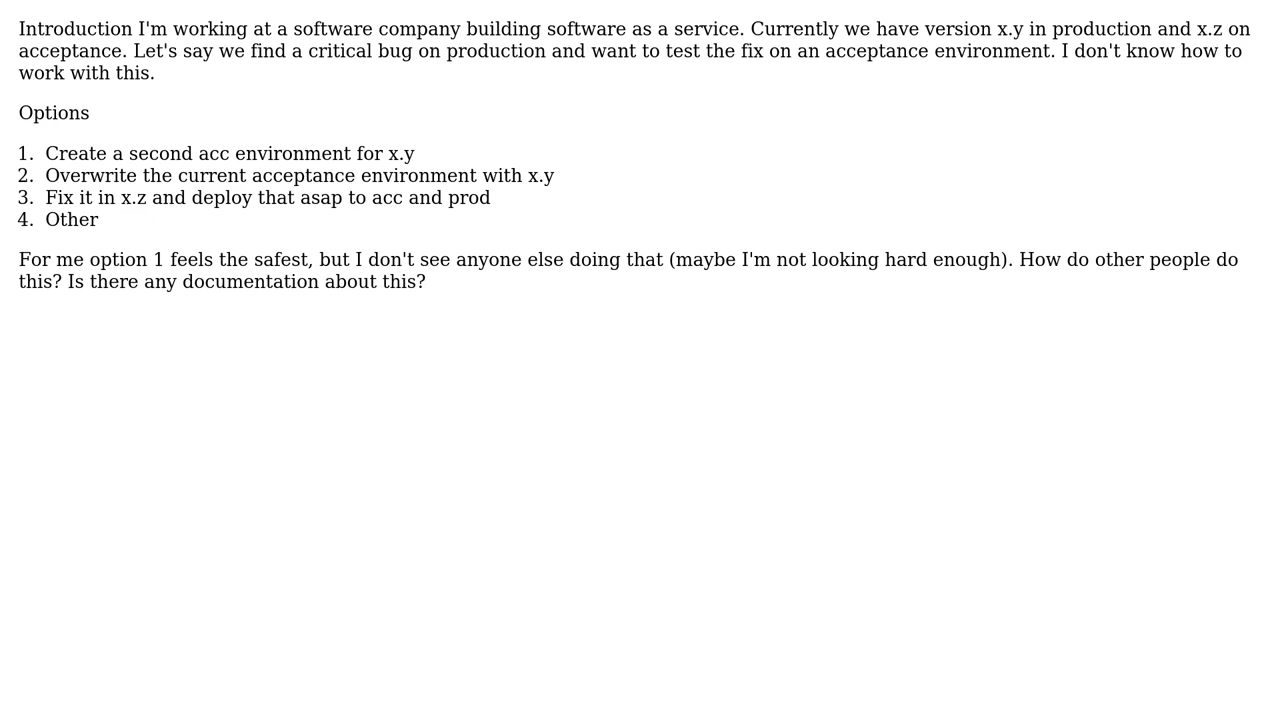 Introduction I'm working at a software company building software as a service. Currently we have version x.y in production and x.z on
acceptance. Let's say we find a critical bug on production and want to test the fix on an acceptance environment. I don't know how to
work with this.
Options
1. Create a second acc environment for x.y
2. Overwrite the current acceptance environment with x.y
3. Fix it in x.z and deploy that asap to acc and prod
4. Other
For me option 1 feels the safest, but I don't see anyone else doing that (maybe I'm not looking hard enough). How do other people do
this? Is there any documentation about this?